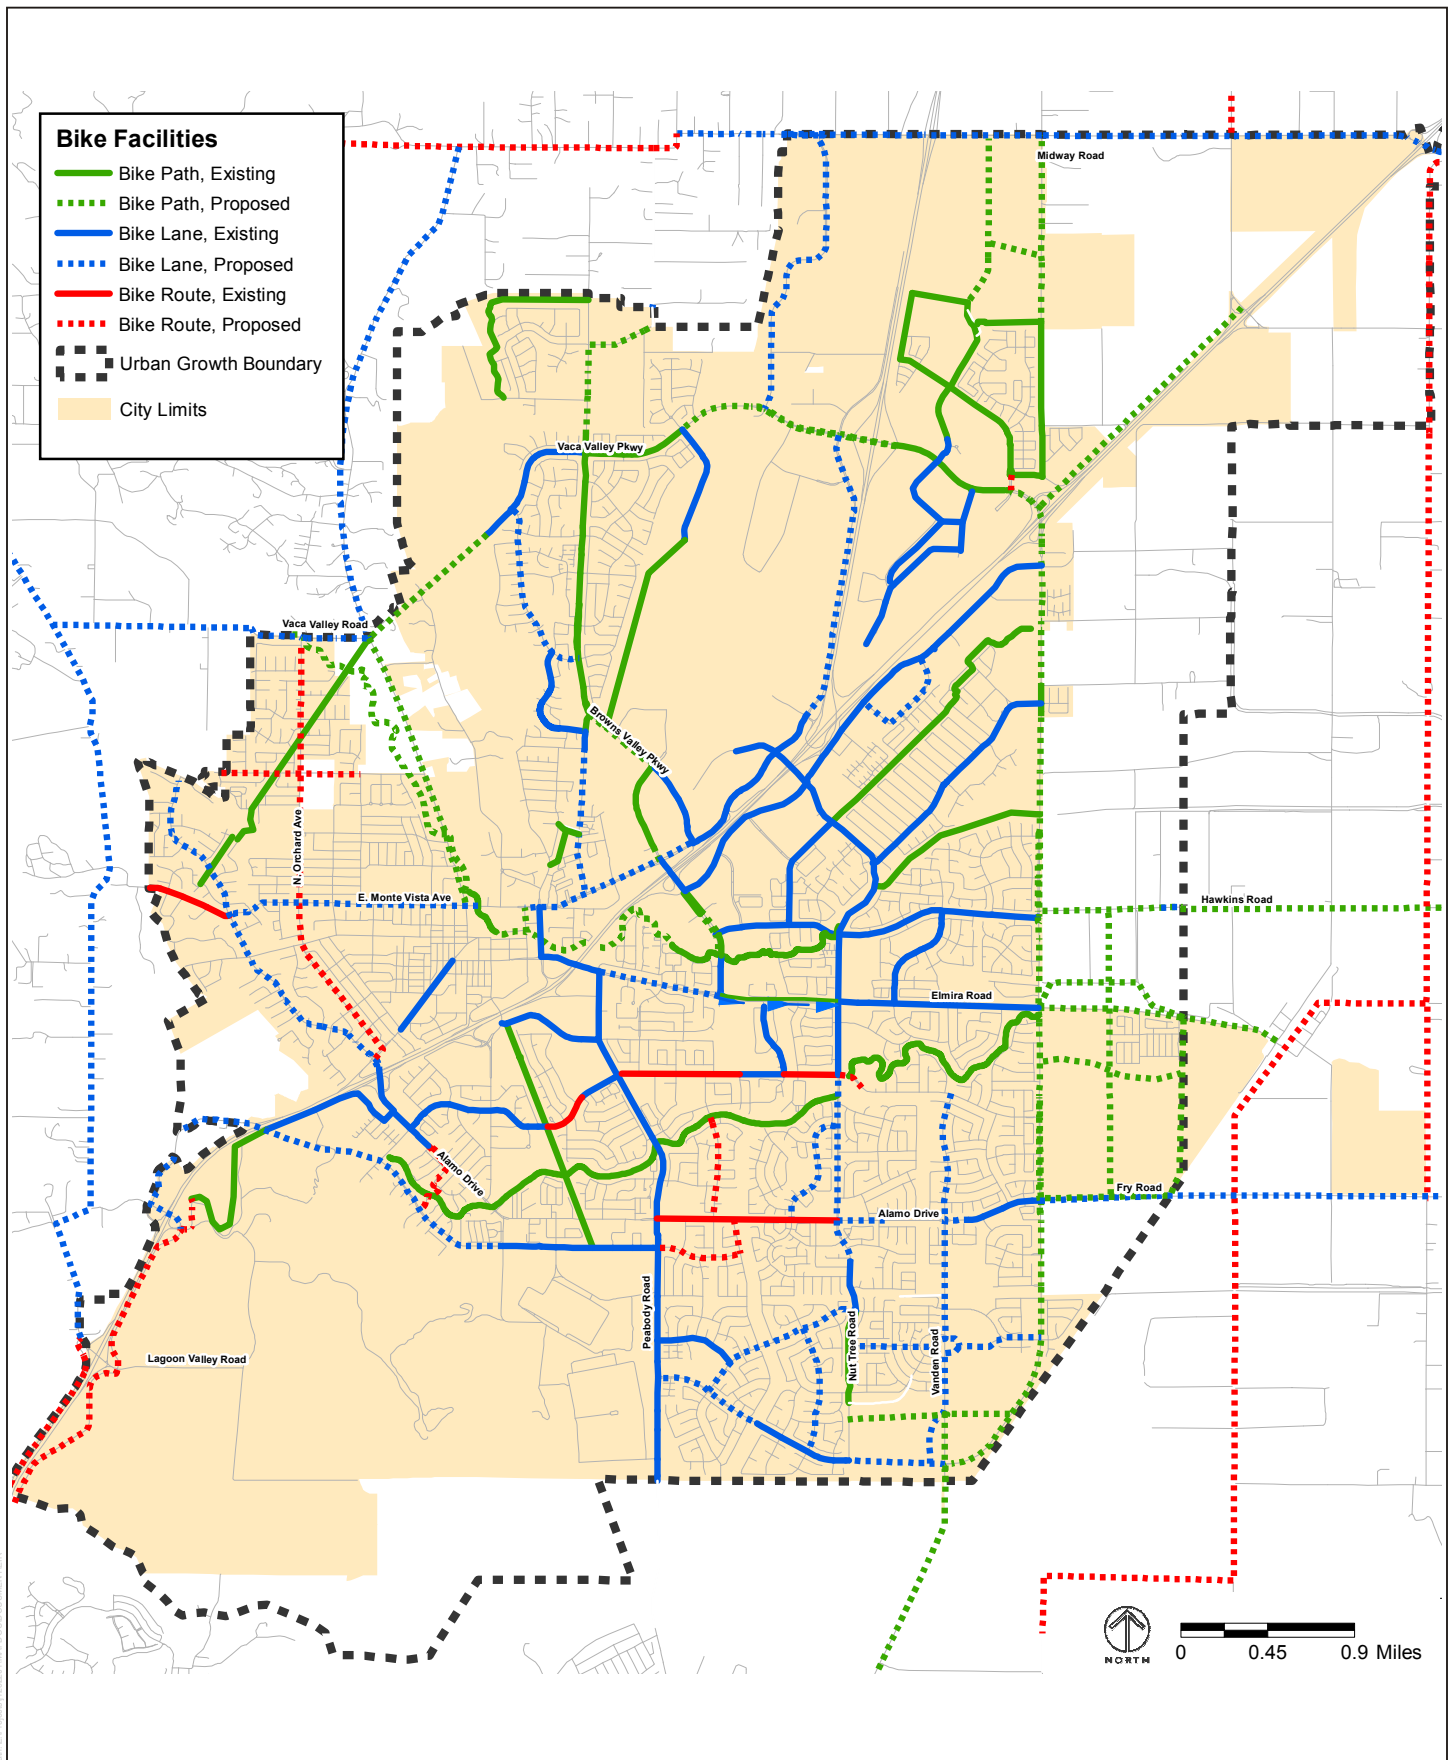 Bike Facilities
Bike Path, Existing
Bike Path, Proposed
Bike Lane, Existing
Bike Lane, Proposed
Bike Route, Existing
Bike Route, Proposed
Urban Growth Boundary
City Limits
Midway Road
Vaca Valley Pkwy
Vaca Valley Road
Browns Valley Pkwy
N. Orchard Ave
E. Monte Vista Ave
Hawkins Road
Elmira Road
Alamo Drive
Fry Road
Alamo Drive
Peabody Road
Nut Tree Road
Vanden Road
Lagoon Valley Road
NORTH
0 0.45 0.9 Miles